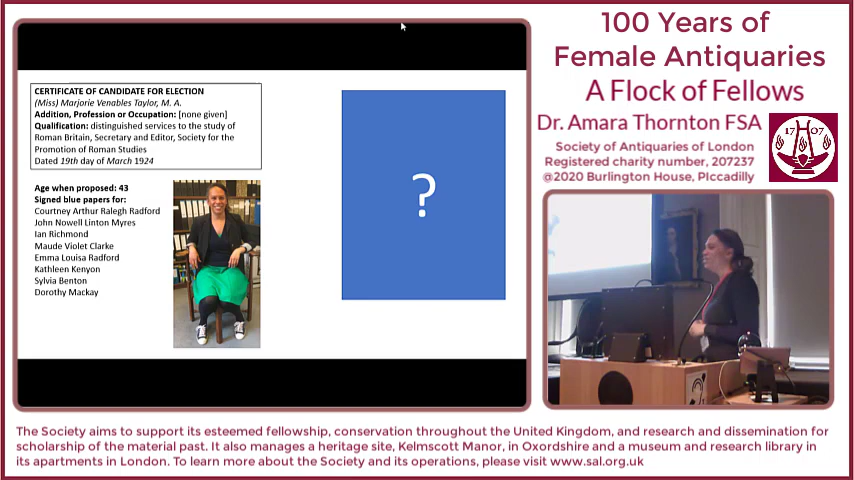 CERTIFICATE OF CANDIDATE FOR ELECTION
(Miss) Marjorie Venables Taylor, M. A.
Addition, Profession or Occupation: [none given]
Qualification: distinguished services to the study of
Roman Britain, Secretary and Editor, Society for the
Promotion of Roman Studies
Dated 19th day of March 1924
Age when proposed: 43
Signed blue papers for:
Courtney Arthur Ralegh Radford
John Nowell Linton Myres
Ian Richmond
Maude Violet Clarke
Emma Louisa Radford
Kathleen Kenyon
Sylvia Benton
Dorothy Mackay
?
100 Years of
Female Antiquaries
A Flock of Fellows
Dr. Amara Thornton FSA
Society of Antiquaries of London
Registered charity number, 207237
@2020 Burlington House, PIccadilly
17 07
The Society aims to support its esteemed fellowship, conservation throughout the United Kingdom, and research and dissemination for
scholarship of the material past. It also manages a heritage site, Kelmscott Manor, in Oxordshire and a museum and research library in
its apartments in London. To learn more about the Society and its operations, please visit www.sal.org.uk